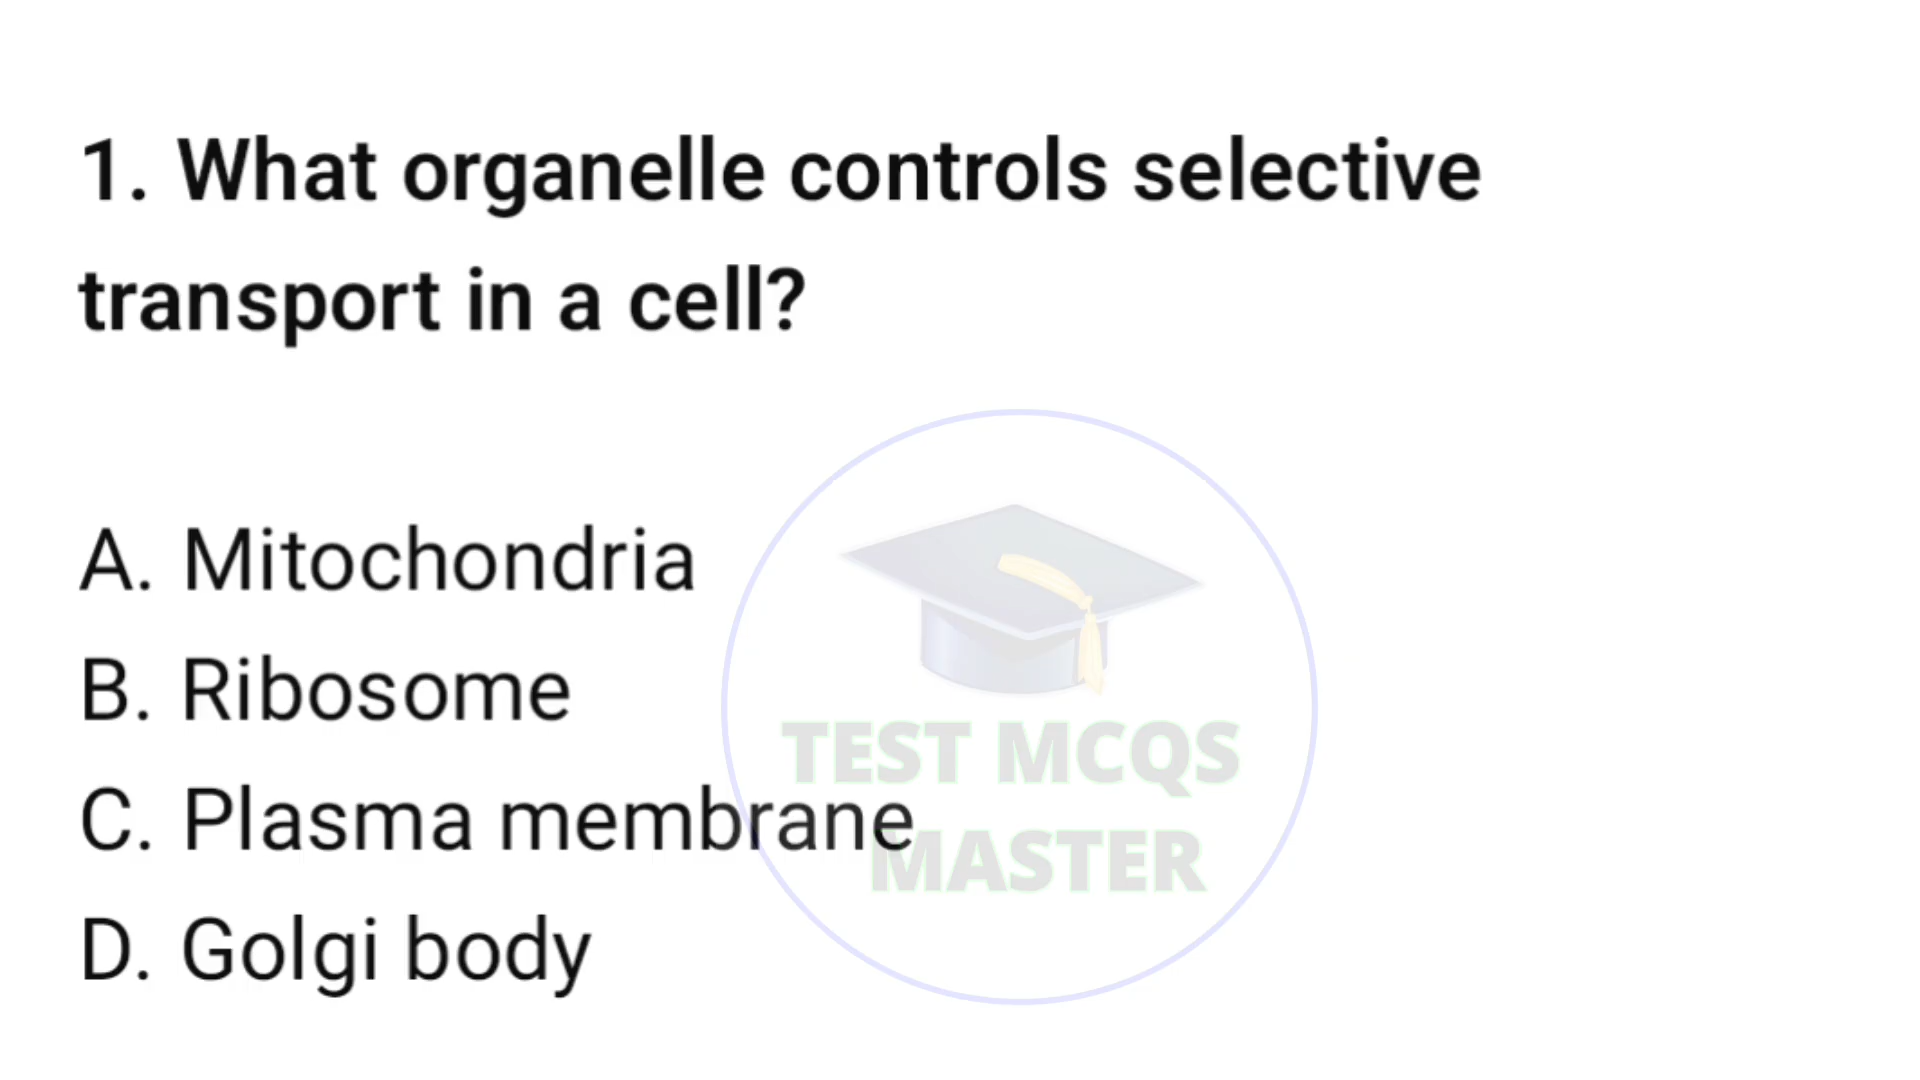 1. What organelle controls selective
transport in a cell?
A. Mitochondria
B. Ribosome
C. Plasma membrane
D. Golgi body
TEST MCQS
MASTER